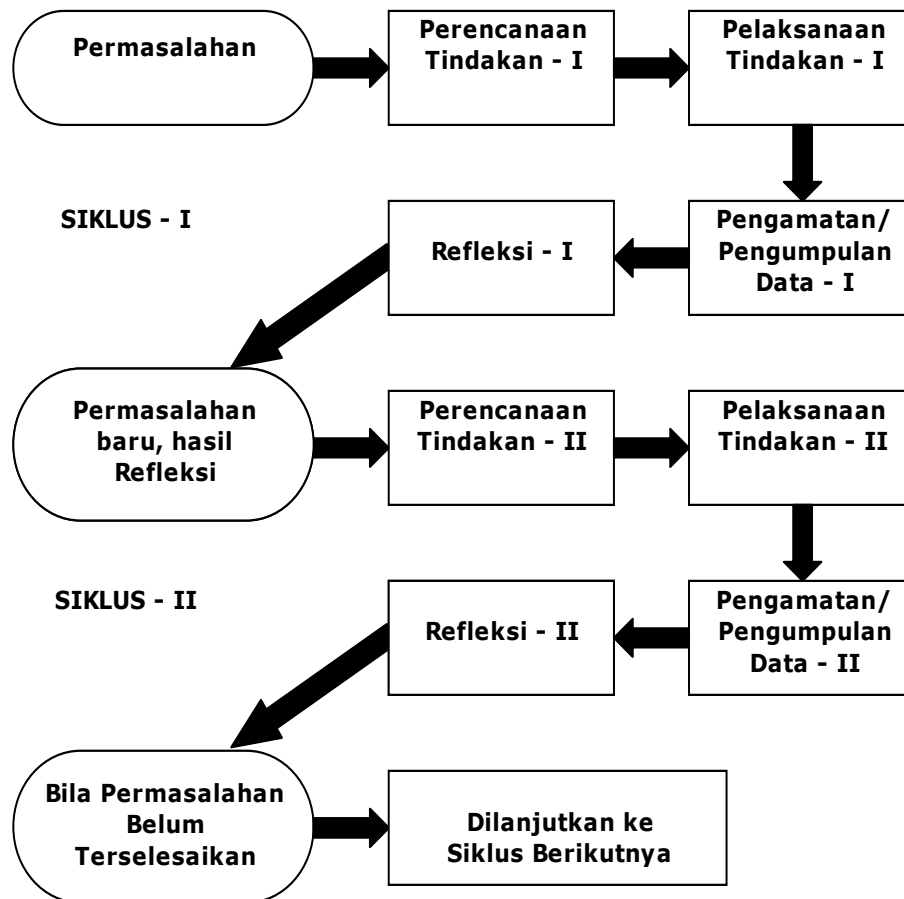 Permasalahan
Perencanaan
Tindakan - I
Pelaksanaan
Tindakan - I
SIKLUS - I
Refleksi - I
Pengamatan/
Pengumpulan
Data - I
Permasalahan
baru, hasil
Refleksi
Perencanaan
Tindakan - II
Pelaksanaan
Tindakan - II
SIKLUS - II
Refleksi - II
Pengamatan/
Pengumpulan
Data - II
Bila Permasalahan
Belum
Terselesaikan
Dilanjutkan ke
Siklus Berikutnya